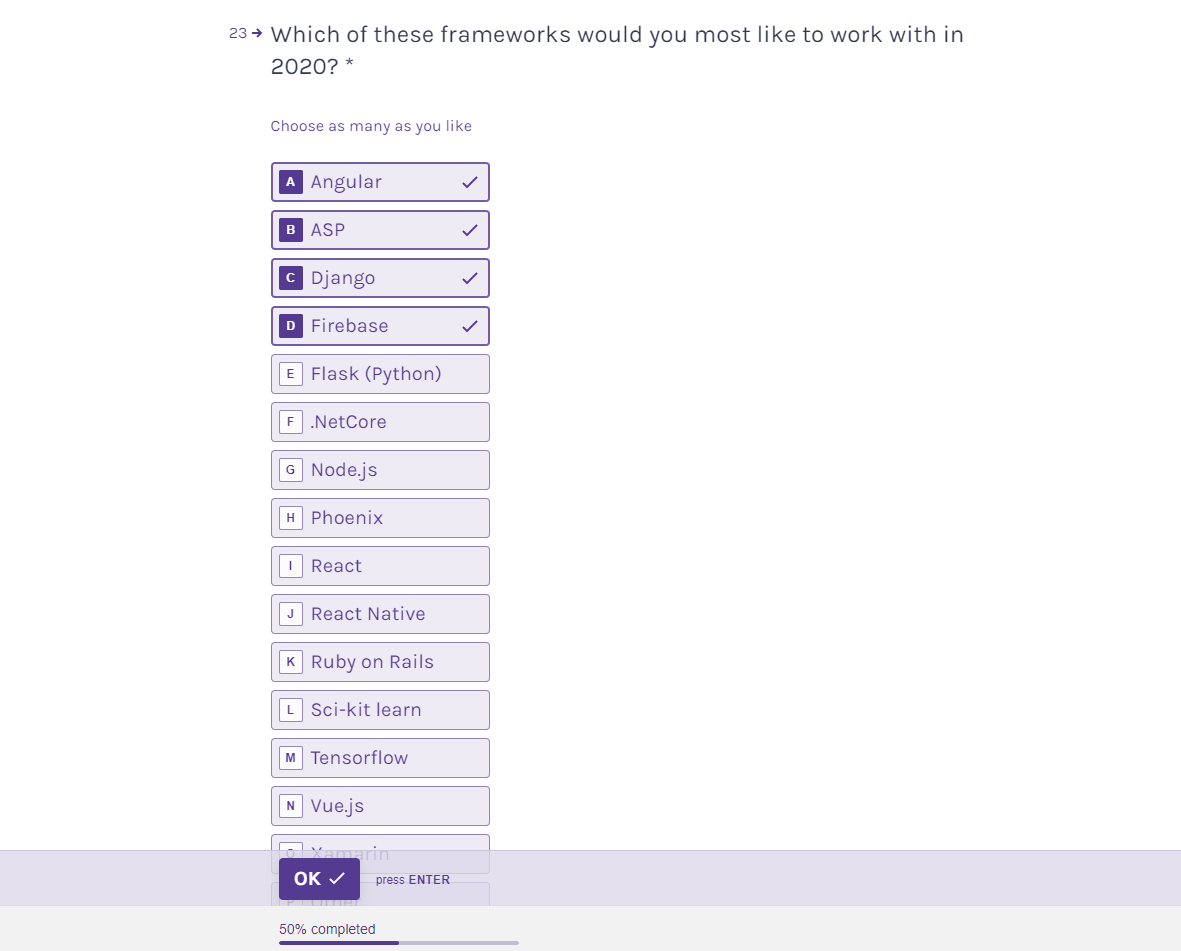 23 → Which of these frameworks would you most like to work with in
2020? *
Choose as many as you like
A Angular
B ASP
C Django
D Firebase
E Flask (Python)
F .NetCore
G Node.js
H Phoenix
I React
J React Native
K Ruby on Rails
L Sci-kit learn
M Tensorflow
N Vue.js
O Xamarin
P Other
OK press ENTER
50% completed